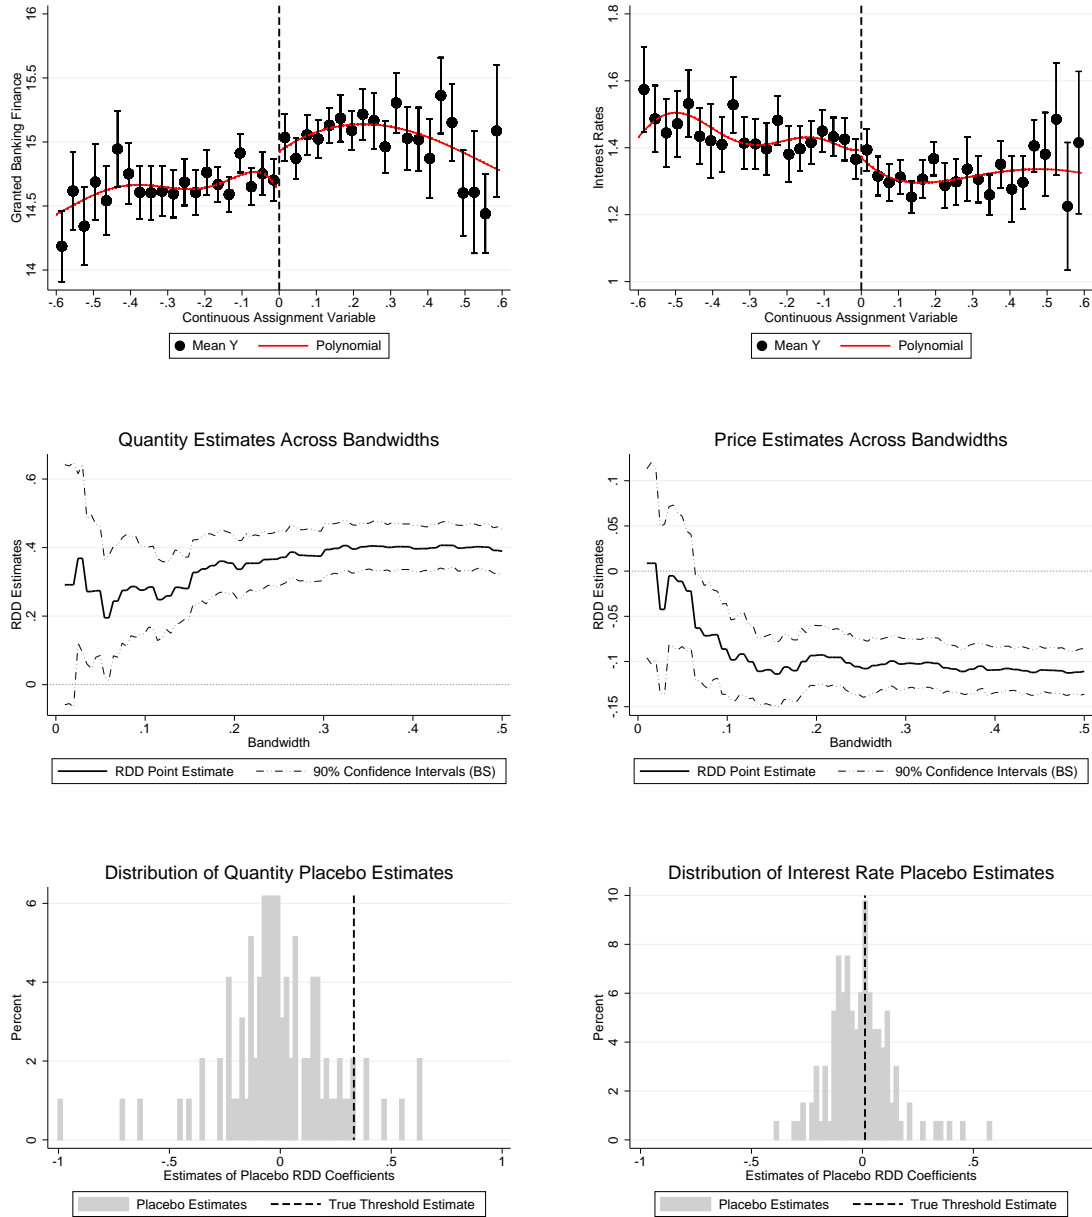 16
15.5
15
14.5
14
Granted Banking Finance
-.6 -.5 -.4 -.3 -.2 -.1 0 .1 .2 .3 .4 .5 .6
Continuous Assignment Variable
Mean Y Polynomial
1.8
1.6
1.4
1.2
1
Interest Rates
-.6 -.5 -.4 -.3 -.2 -.1 0 .1 .2 .3 .4 .5 .6
Continuous Assignment Variable
Mean Y Polynomial
Quantity Estimates Across Bandwidths
.6
.4
.2
0
RDD Estimates
0 .1 .2 .3 .4 .5
Bandwidth
RDD Point Estimate 90% Confidence Intervals (BS)
Price Estimates Across Bandwidths
.1
.05
0
-.05
-.1
-.15
RDD Estimates
0 .1 .2 .3 .4 .5
Bandwidth
RDD Point Estimate 90% Confidence Intervals (BS)
Distribution of Quantity Placebo Estimates
6
4
2
0
Percent
-1 -.5 0 .5 1
Estimates of Placebo RDD Coefficients
Placebo Estimates True Threshold Estimate
Distribution of Interest Rate Placebo Estimates
10
8
6
4
2
0
Percent
-1 -.5 0 .5
Estimates of Placebo RDD Coefficients
Placebo Estimates True Threshold Estimate